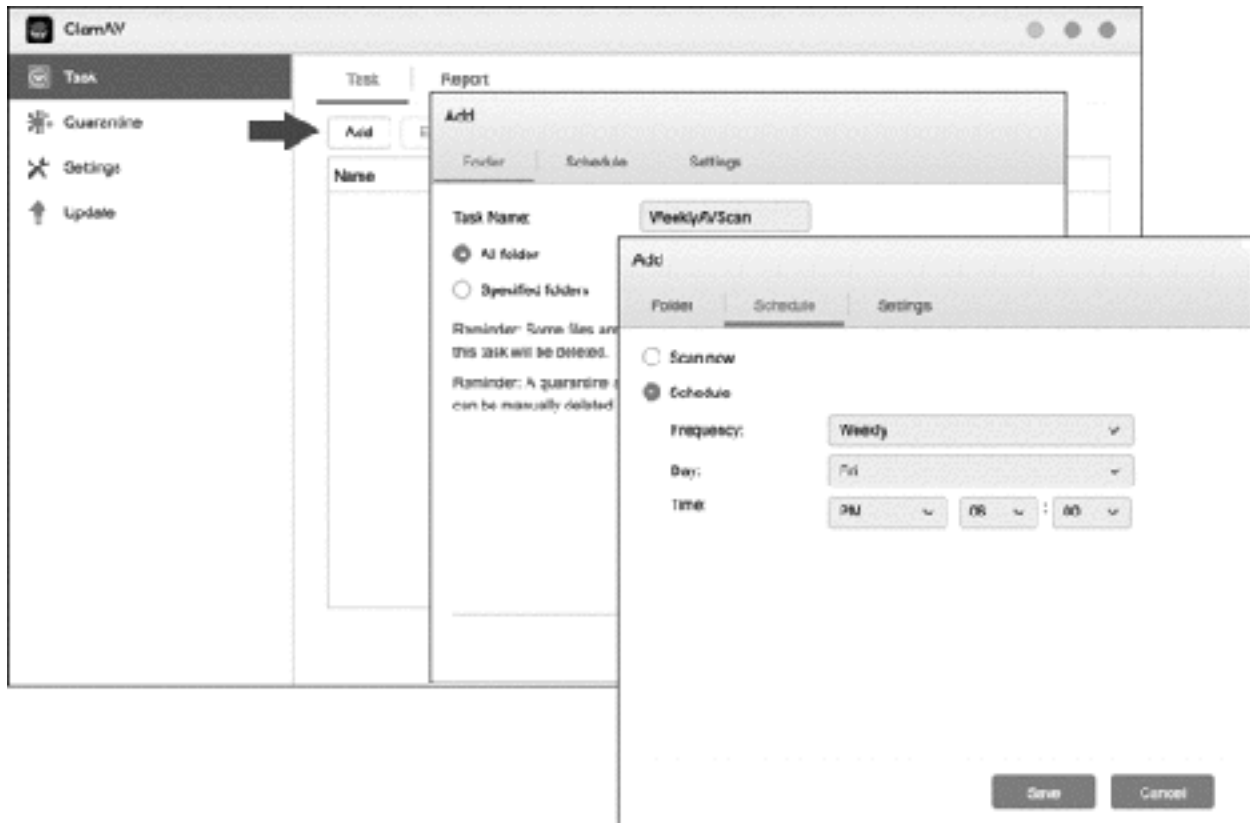 ClamAV
Task
Quarantine
Settings
Update
Task Report
Add E
Name
Add
Folder Schedule Settings
Task Name: WeeklyAVScan
All folder
Specified folders
Reminder: Some files are
this task will be deleted.
Reminder: A quarantine
can be manually deleted
Add
Folder Schedule Settings
Scan now
Schedule
Frequency: Weekly
Day: Fri
Time: PM :
Save Cancel